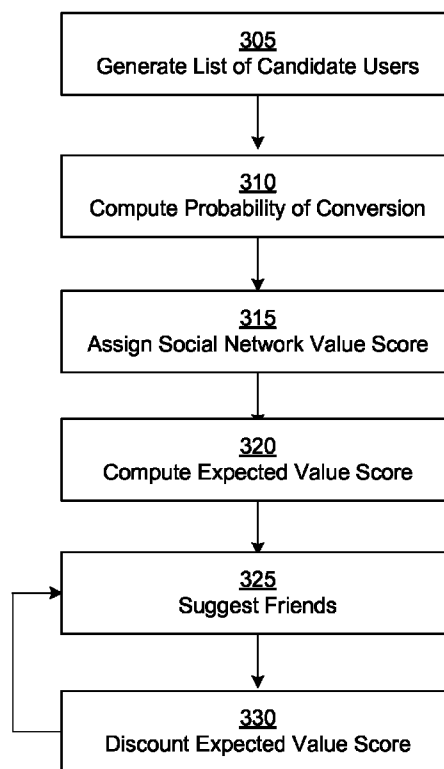 305
Generate List of Candidate Users
310
Compute Probability of Conversion
315
Assign Social Network Value Score
320
Compute Expected Value Score
325
Suggest Friends
330
Discount Expected Value Score